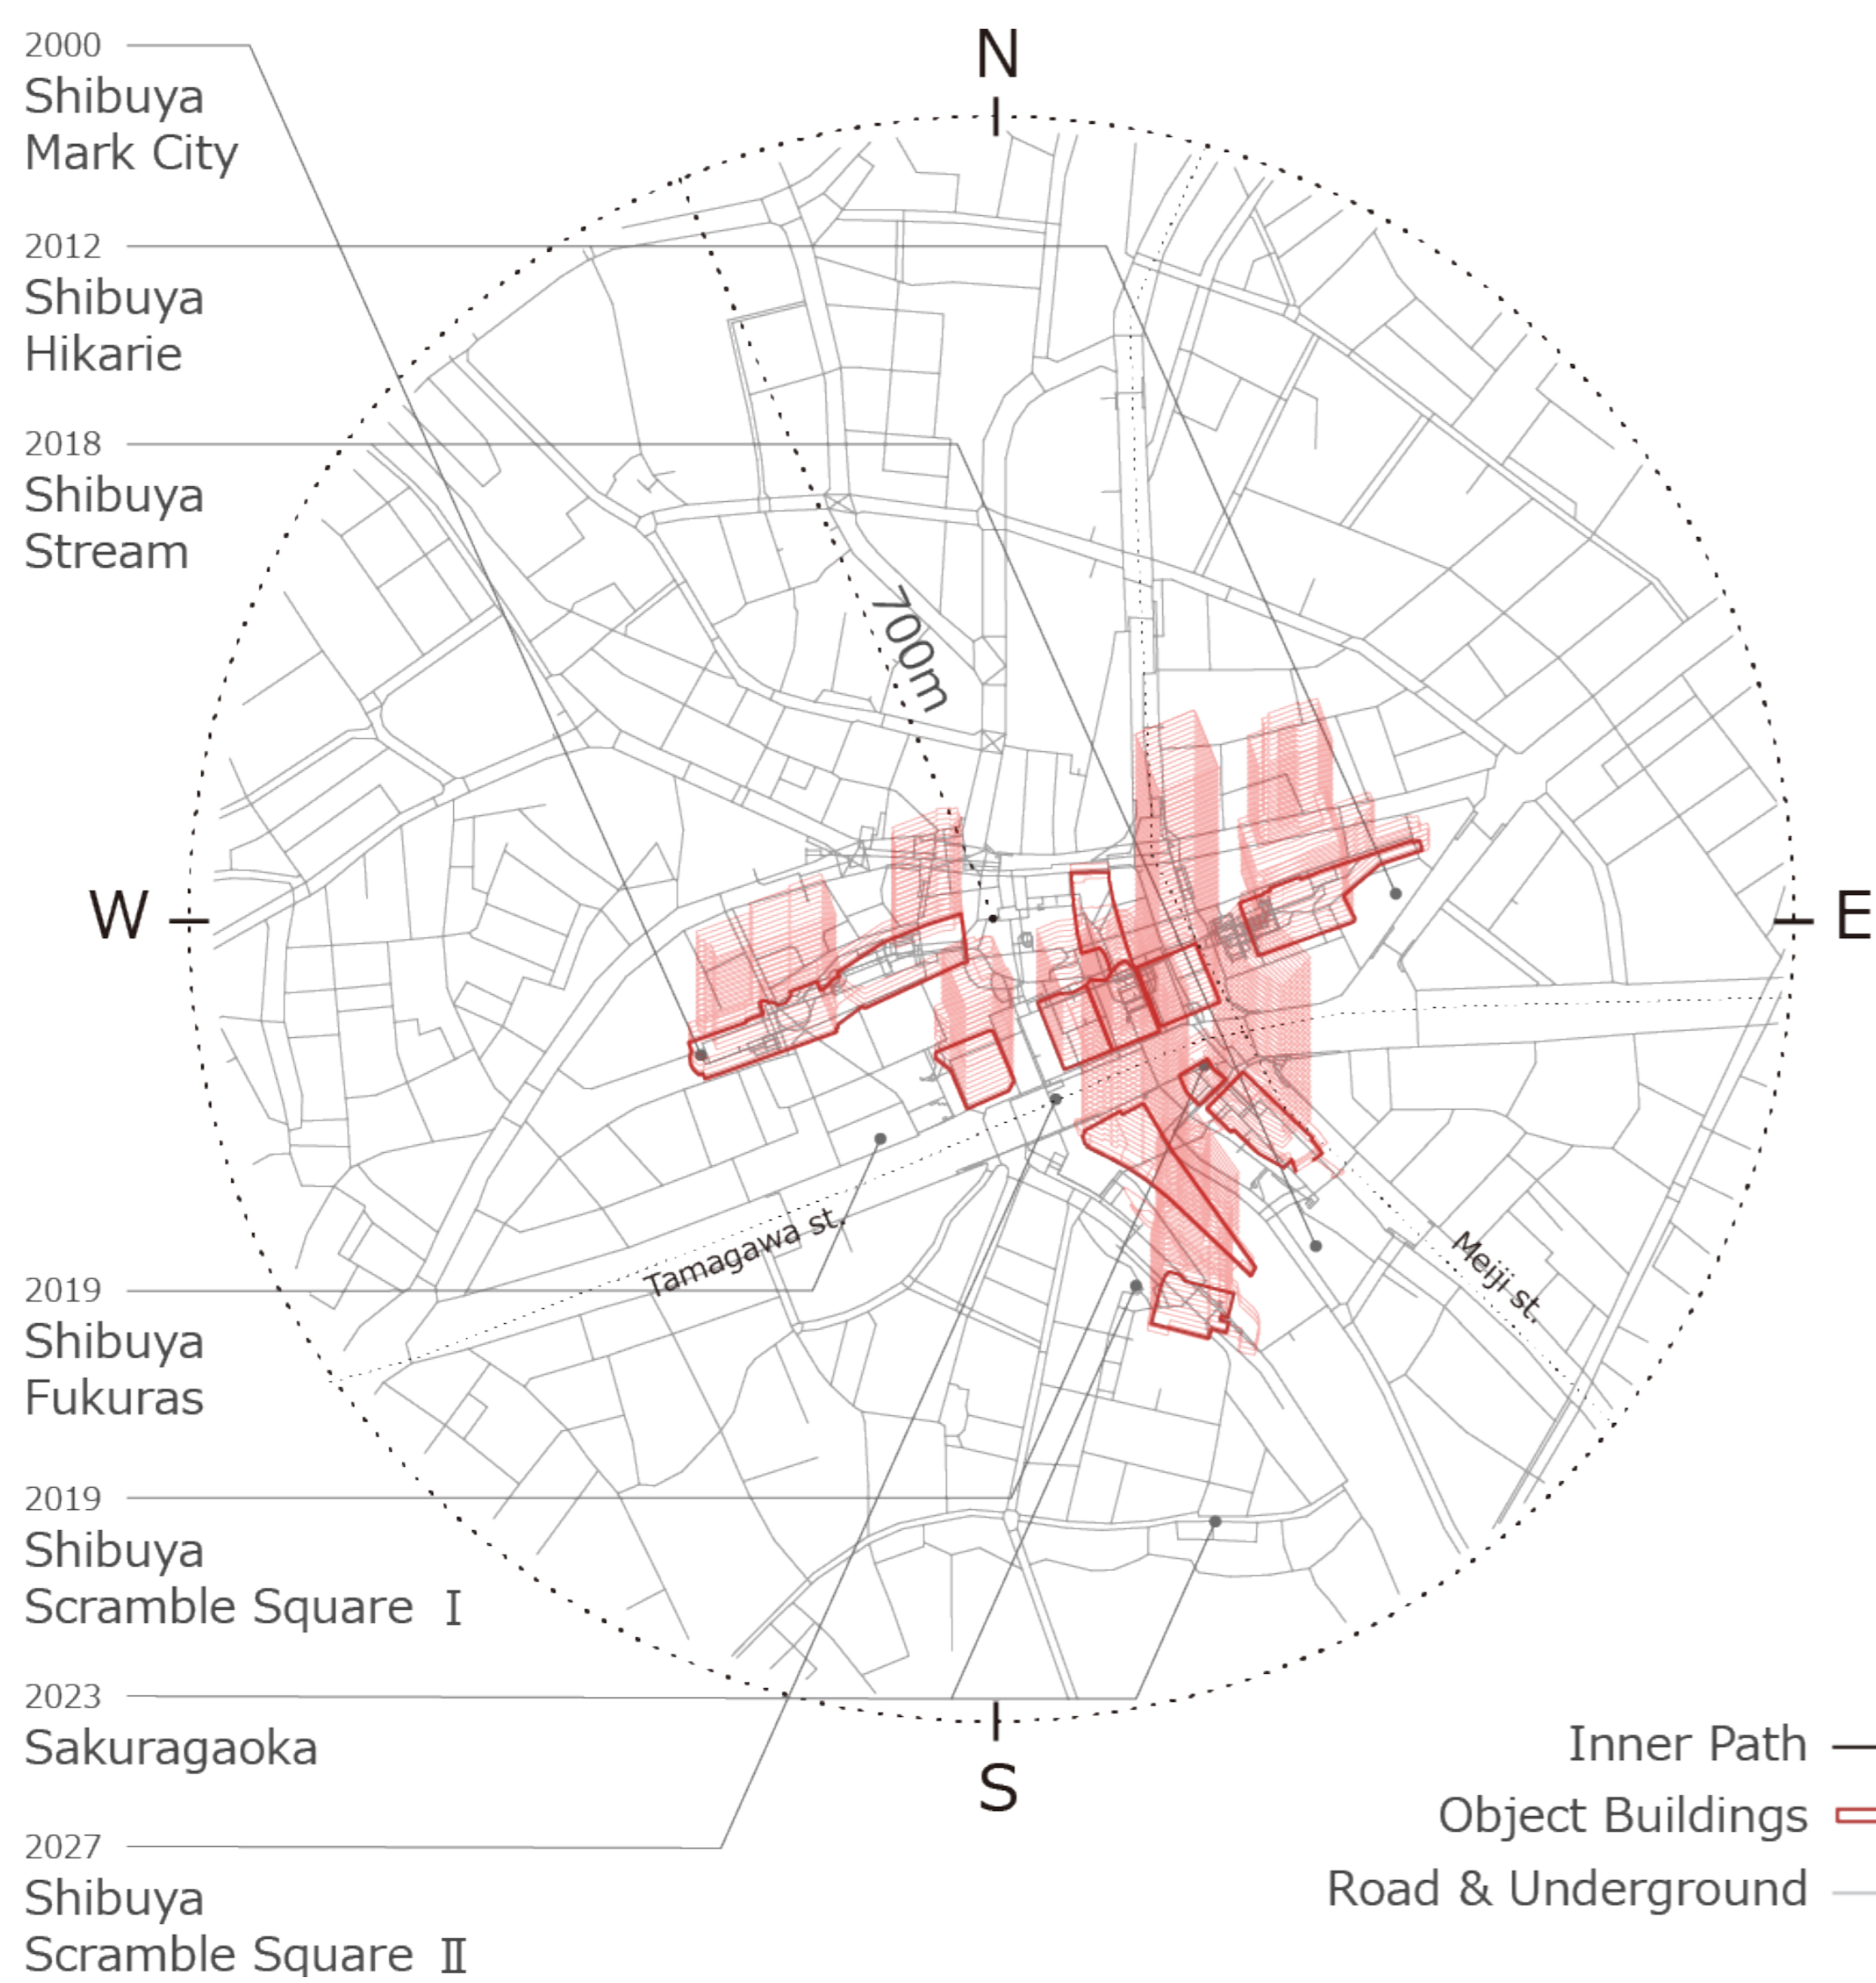 2000
Shibuya
Mark City
2012
Shibuya
Hikarie
2018
Shibuya
Stream
N
700m
W
E
Tamagawa st.
Meiji st.
2019
Shibuya
Fukuras
2019
Shibuya
Scramble Square Ⅰ
2023
Sakuragaoka
2027
Shibuya
Scramble Square Ⅱ
S
Inner Path
Object Buildings
Road & Underground